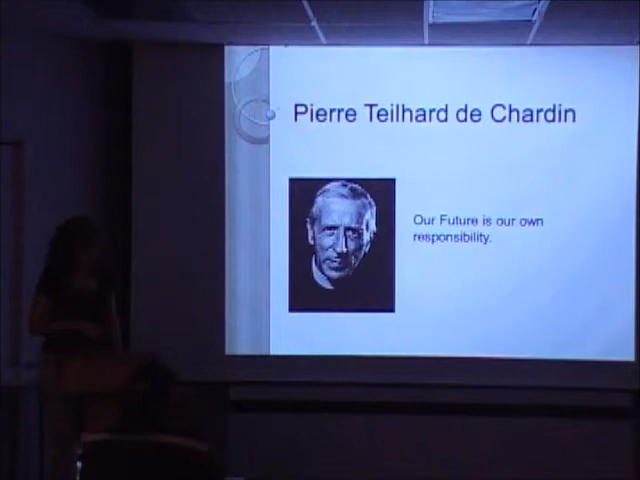 Pierre Teilhard de Chardin
Our Future is our own
responsibility.